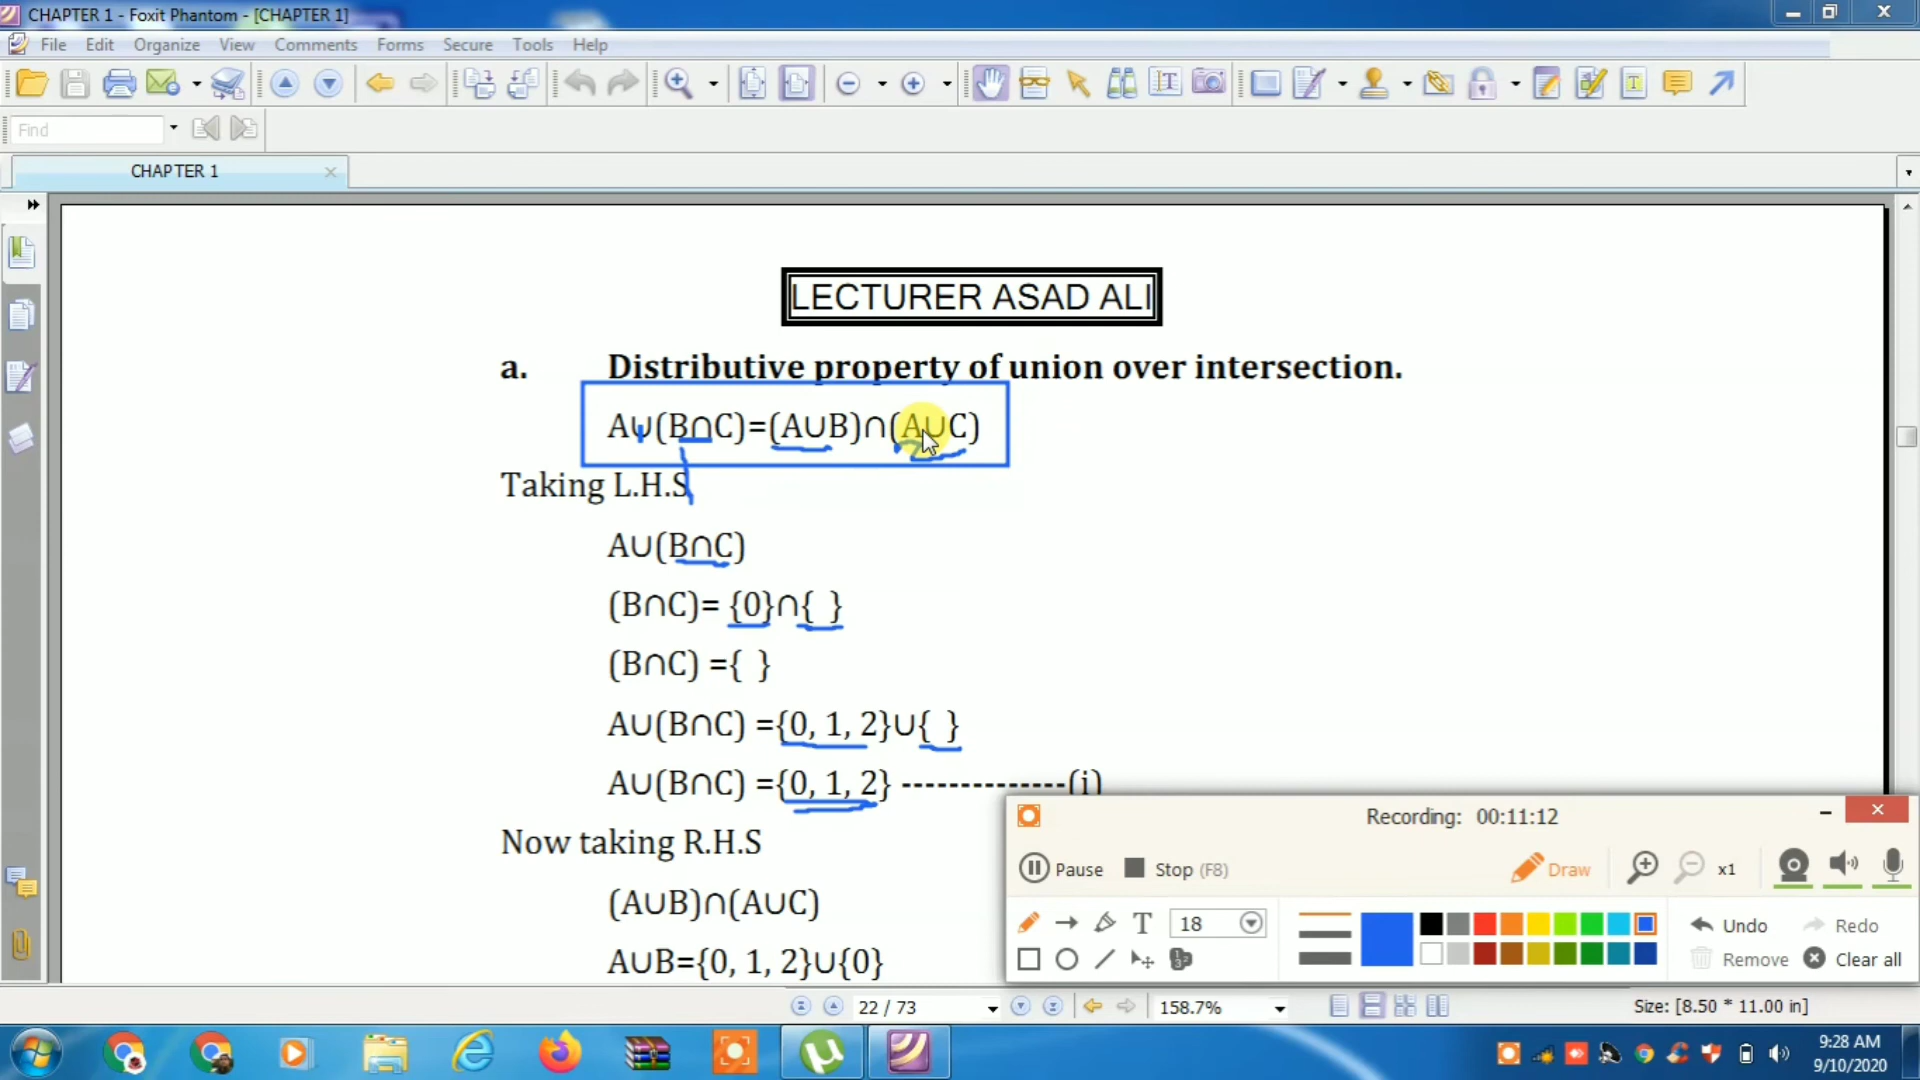 CHAPTER 1 - Foxit Phantom - [CHAPTER 1]
File Edit Organize View Comments Forms Secure Tools Help
Find
CHAPTER 1
LECTURER ASAD ALI
a. Distributive property of union over intersection.
A∪(B∩C)=(A∪B)∩(A∪C)
Taking L.H.S
A∪(B∩C)
(B∩C)= {0}∩{ }
(B∩C) ={ }
A∪(B∩C) ={0, 1, 2}∪{ }
A∪(B∩C) ={0, 1, 2} --------------(i)
Now taking R.H.S
(A∪B)∩(A∪C)
A∪B={0, 1, 2}∪{0}
Recording: 00:11:12
Pause Stop (F8) Draw x1
T 18 Undo Redo
Remove Clear all
22 / 73 158.7% Size: [8.50 * 11.00 in]
9:28 AM
9/10/2020